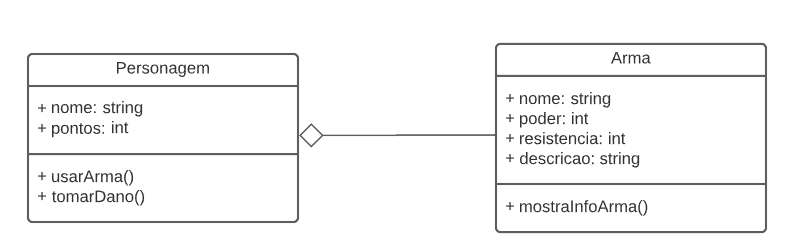 Personagem
+ nome: string
+ pontos: int
+ usarArma()
+ tomarDano()
Arma
+ nome: string
+ poder: int
+ resistencia: int
+ descricao: string
+ mostraInfoArma()